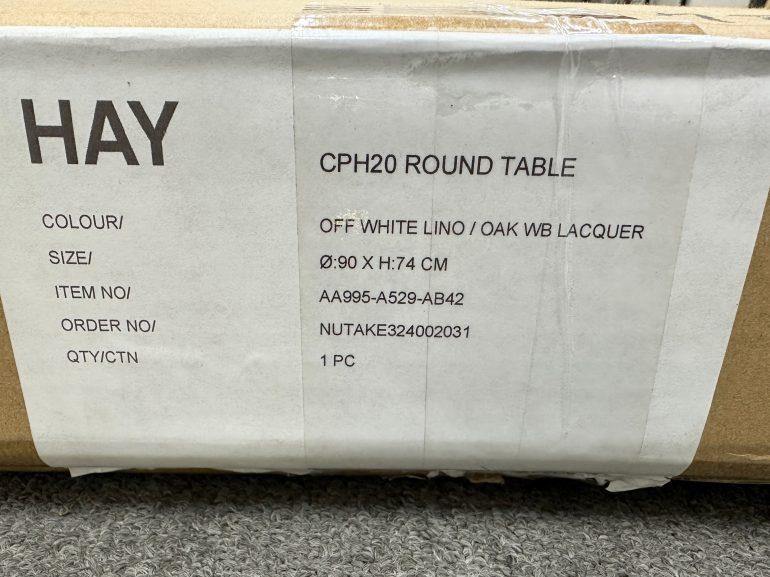 HAY
CPH20 ROUND TABLE
COLOUR/ OFF WHITE LINO / OAK WB LACQUER
SIZE/ Ø:90 X H:74 CM
ITEM NO/ AA995-A529-AB42
ORDER NO/ NUTAKE324002031
QTY/CTN 1 PC